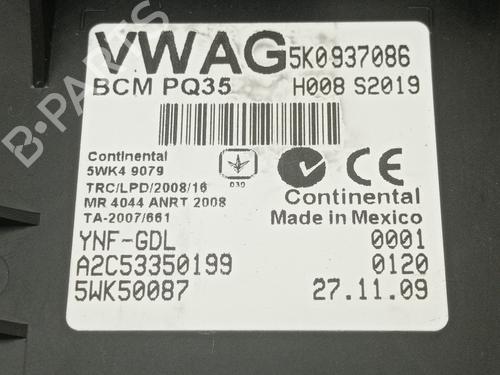 VWAG 5K0937086
BCM PQ35 H008 S2019
Continental
5WK4 9079
TRC/LPD/2008/16
MR 4044 ANRT 2008
TA-2007/661
030
Continental
Made in Mexico
YNF-GDL 0001
A2C53350199 0120
5WK50087 27.11.09
B-PARTS